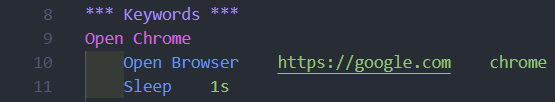 8 *** Keywords ***
9 Open Chrome
10 Open Browser https://google.com chrome
11 Sleep 1s